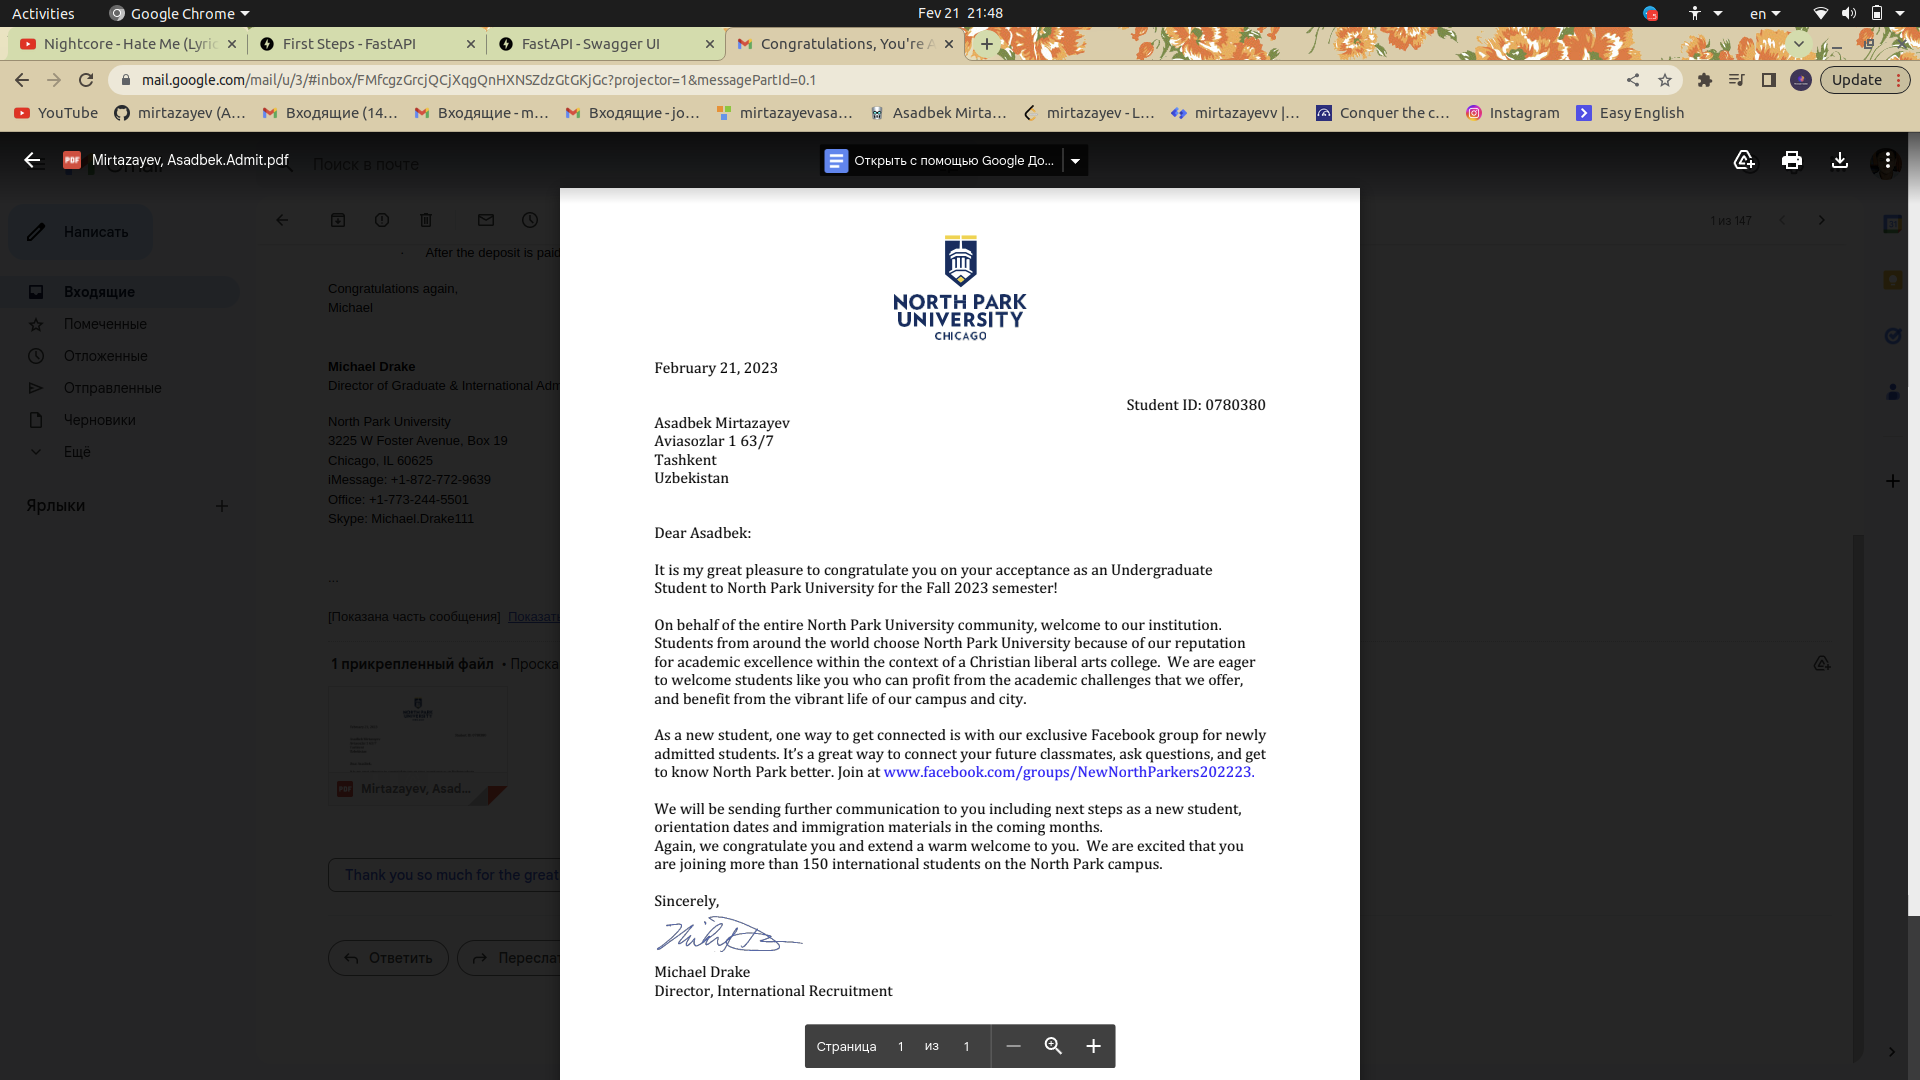 Activities
Google Chrome
Fev 21 21:48
en
Nightcore - Hate Me (Lyric
First Steps - FastAPI
FastAPI - Swagger UI
Congratulations, You're A
mail.google.com/mail/u/3/#inbox/FMfcgzGrcjQCjXqgQnHXNSZdzGtGKjGc?projector=1&messagePartId=0.1
Update
YouTube
mirtazayev (A...
Входящие (14...
Входящие - m...
Входящие - jo...
mirtazayevasa...
Asadbek Mirta...
mirtazayev - L...
mirtazayevv |...
Conquer the c...
Instagram
Easy English
PDF
Mirtazayev, Asadbek.Admit.pdf
Поиск в почте
Открыть с помощью Google До...
Написать
1 из 147
After the deposit is paid
Входящие
Помеченные
Отложенные
Отправленные
Черновики
Ещё
Ярлыки
Congratulations again,
Michael
Michael Drake
Director of Graduate & International Adm
North Park University
3225 W Foster Avenue, Box 19
Chicago, IL 60625
iMessage: +1-872-772-9639
Office: +1-773-244-5501
Skype: Michael.Drake111
...
[Показана часть сообщения] Показать
1 прикрепленный файл • Проска
PDF
Mirtazayev, Asad...
Thank you so much for the great
Ответить
Переслат
NORTH PARK
UNIVERSITY
CHICAGO
February 21, 2023
Student ID: 0780380
Asadbek Mirtazayev
Aviasozlar 1 63/7
Tashkent
Uzbekistan
Dear Asadbek:
It is my great pleasure to congratulate you on your acceptance as an Undergraduate
Student to North Park University for the Fall 2023 semester!
On behalf of the entire North Park University community, welcome to our institution.
Students from around the world choose North Park University because of our reputation
for academic excellence within the context of a Christian liberal arts college. We are eager
to welcome students like you who can profit from the academic challenges that we offer,
and benefit from the vibrant life of our campus and city.
As a new student, one way to get connected is with our exclusive Facebook group for newly
admitted students. It’s a great way to connect your future classmates, ask questions, and get
to know North Park better. Join at www.facebook.com/groups/NewNorthParkers202223.
We will be sending further communication to you including next steps as a new student,
orientation dates and immigration materials in the coming months.
Again, we congratulate you and extend a warm welcome to you. We are excited that you
are joining more than 150 international students on the North Park campus.
Sincerely,
Michael Drake
Director, International Recruitment
Страница 1 из 1